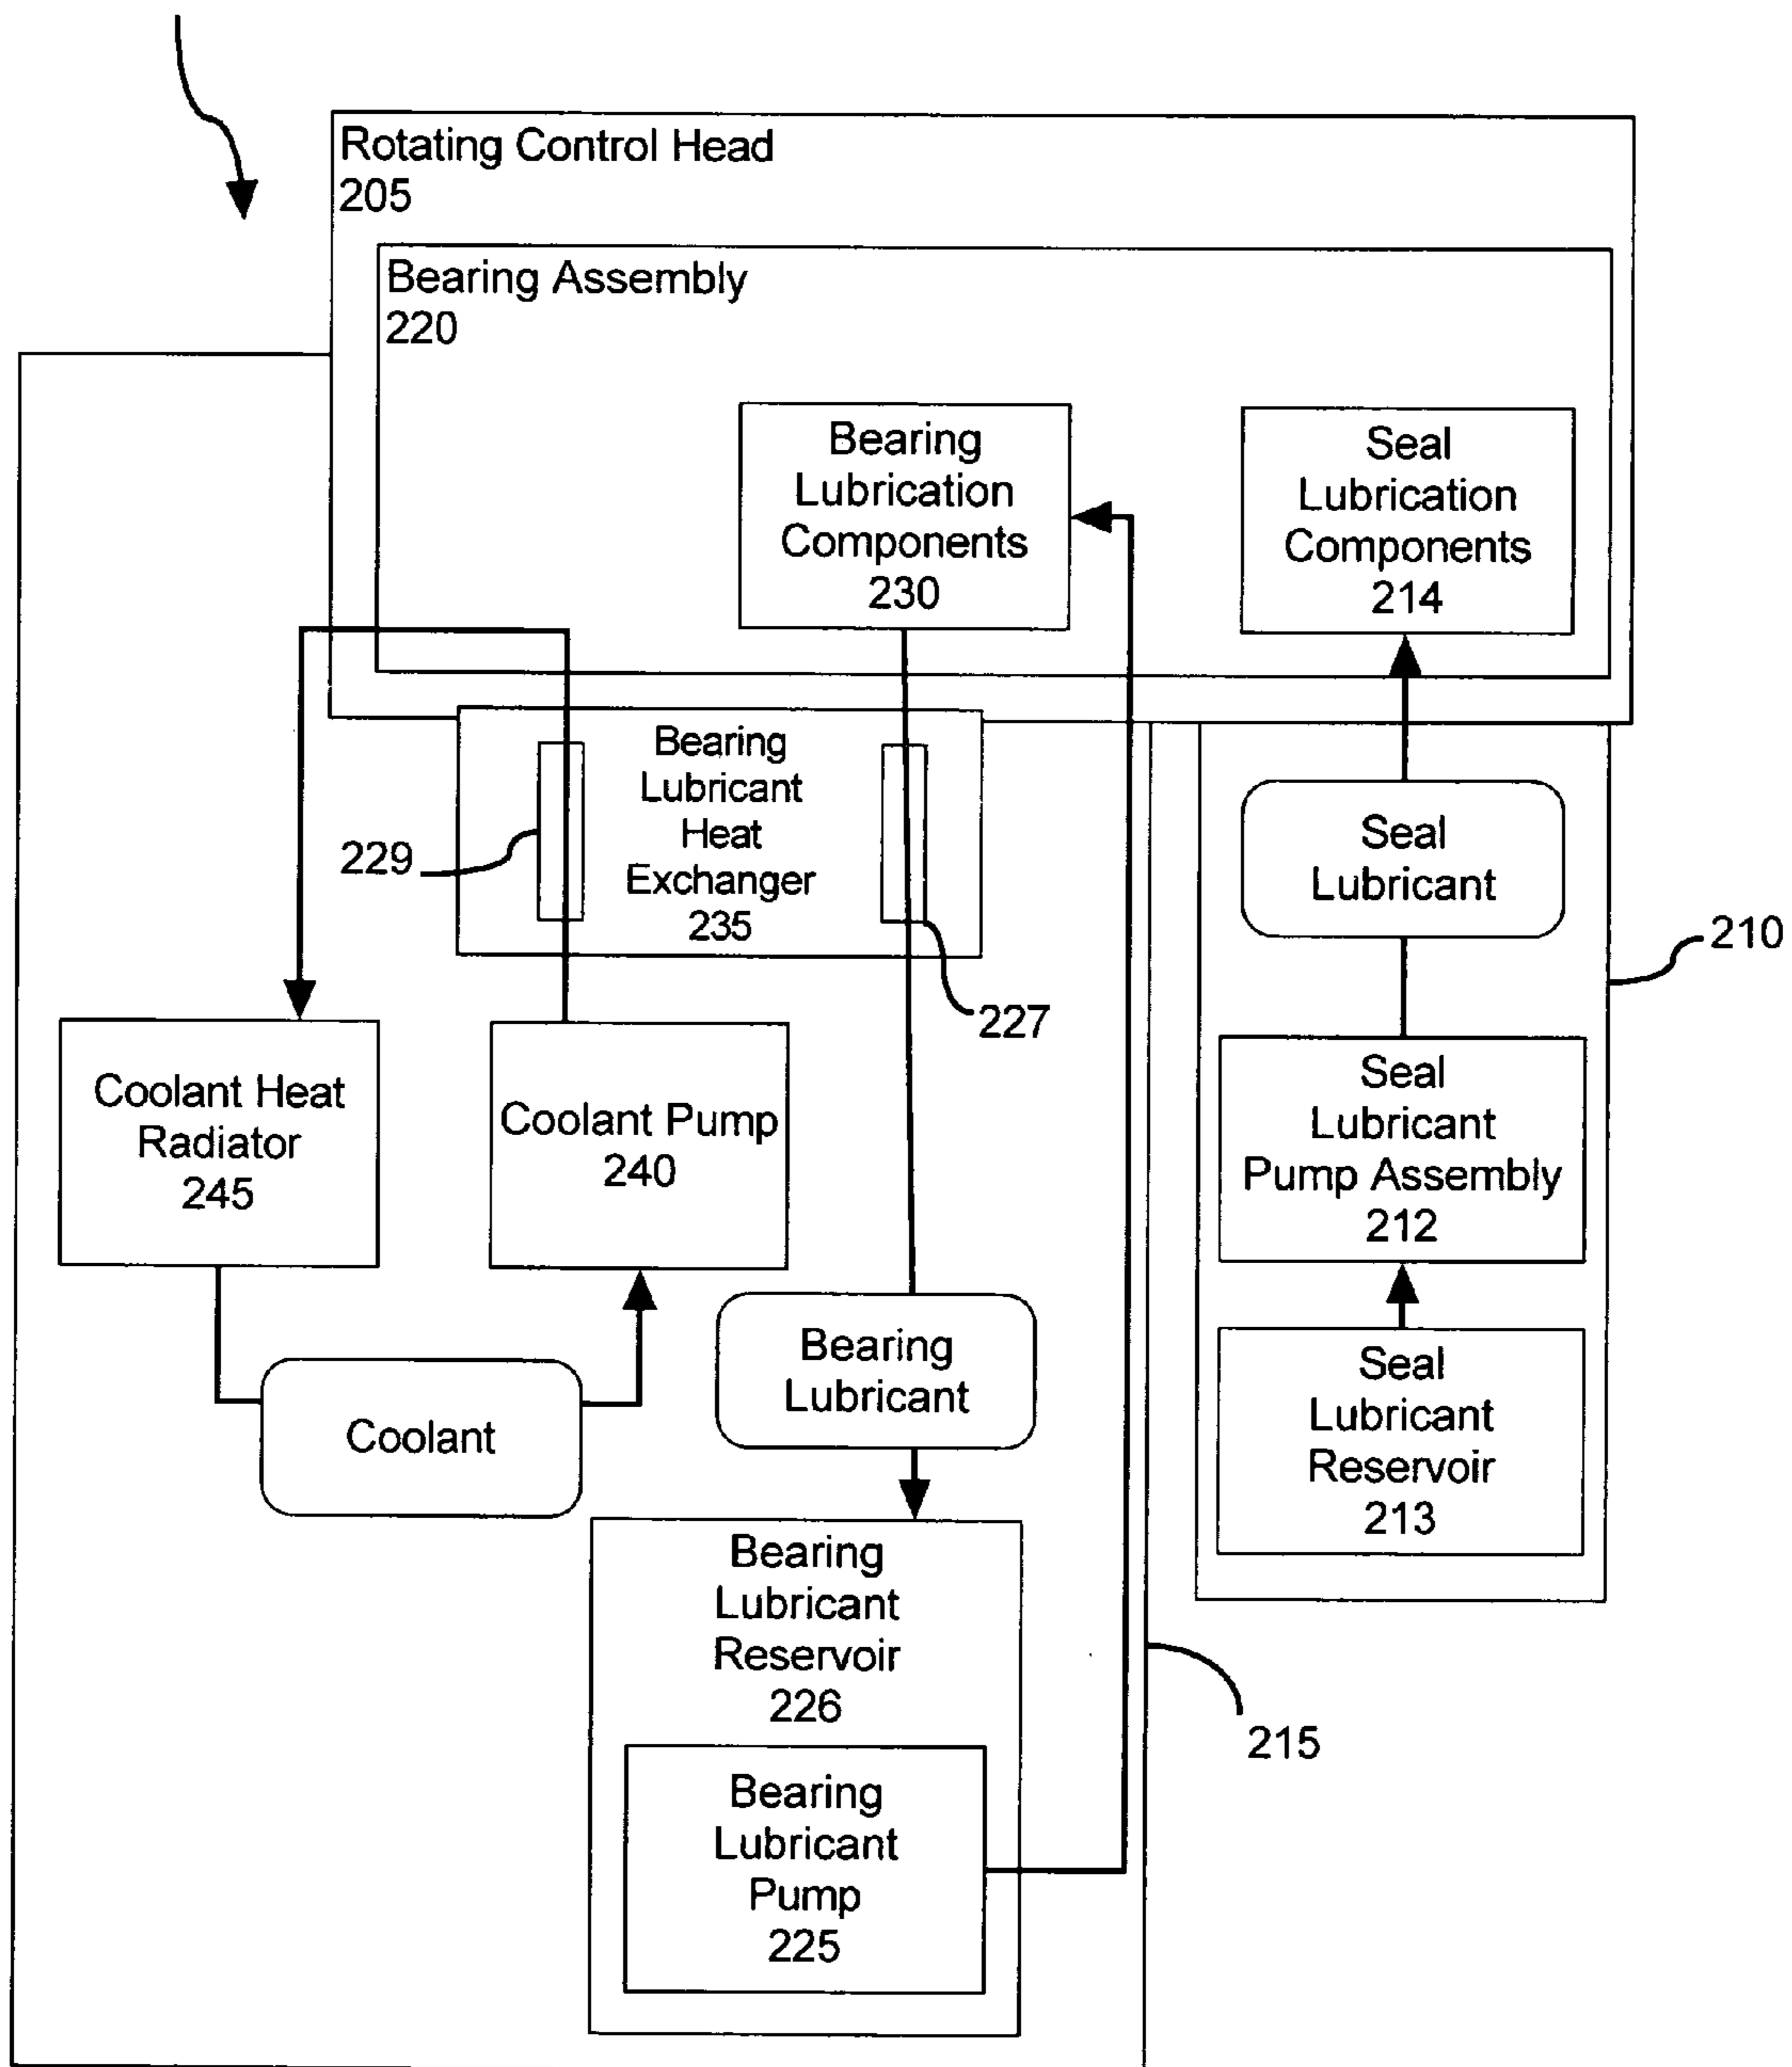 Rotating Control Head
205
Bearing Assembly
220
Bearing
Lubrication
Components
230
Seal
Lubrication
Components
214
Bearing
Lubricant
Heat
Exchanger
235
229
227
Seal
Lubricant
210
Coolant Heat
Radiator
245
Coolant Pump
240
Seal
Lubricant
Pump Assembly
212
Bearing
Lubricant
Coolant
Seal
Lubricant
Reservoir
213
Bearing
Lubricant
Reservoir
226
215
Bearing
Lubricant
Pump
225